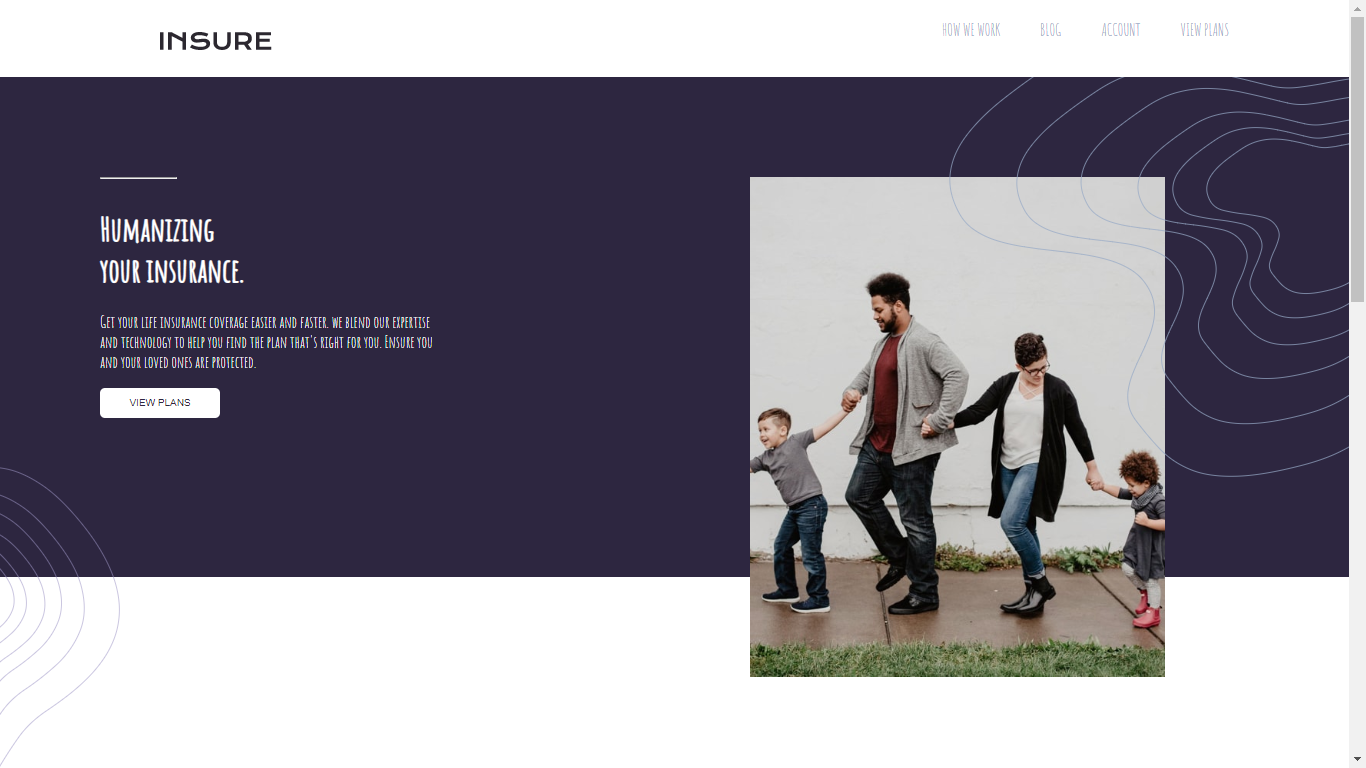 INSURE
HOW WE WORK
BLOG
ACCOUNT
VIEW PLANS
Humanizing
your insurance.
Get your life insurance coverage easier and faster. we blend our expertise
and technology to help you find the plan that's right for you. Ensure you
and your loved ones are protected.
VIEW PLANS